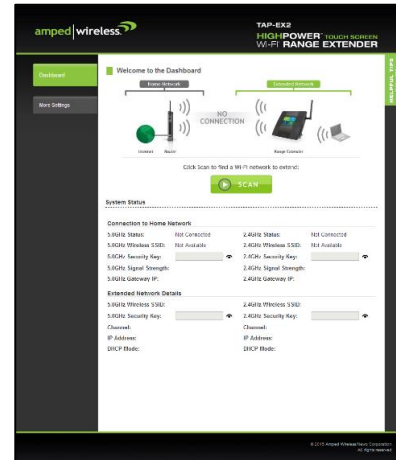 amped wireless
TAP-EX2
HIGHPOWER™ TOUCH SCREEN
WI-FI RANGE EXTENDER
HELPFUL TIPS
Dashboard
More Settings
Welcome to the Dashboard
Home Network
Extended Network
NO
CONNECTION
Internet
Router
Range Extender
Click Scan to find a Wi-Fi network to extend:
SCAN
System Status
Connection to Home Network
5.0GHz Status: Not Connected 2.4GHz Status: Not Connected
5.0GHz Wireless SSID: Not Available 2.4GHz Wireless SSID: Not Available
5.0GHz Security Key: 2.4GHz Security Key:
5.0GHz Signal Strength: 2.4GHz Signal Strength:
5.0GHz Gateway IP: 2.4GHz Gateway IP:
Extended Network Details
5.0GHz Wireless SSID: 2.4GHz Wireless SSID:
5.0GHz Security Key: 2.4GHz Security Key:
Channel: Channel:
IP Address: IP Address:
DHCP Mode: DHCP Mode:
© 2015 Amped Wireless/Newo Corporation
All rights reserved